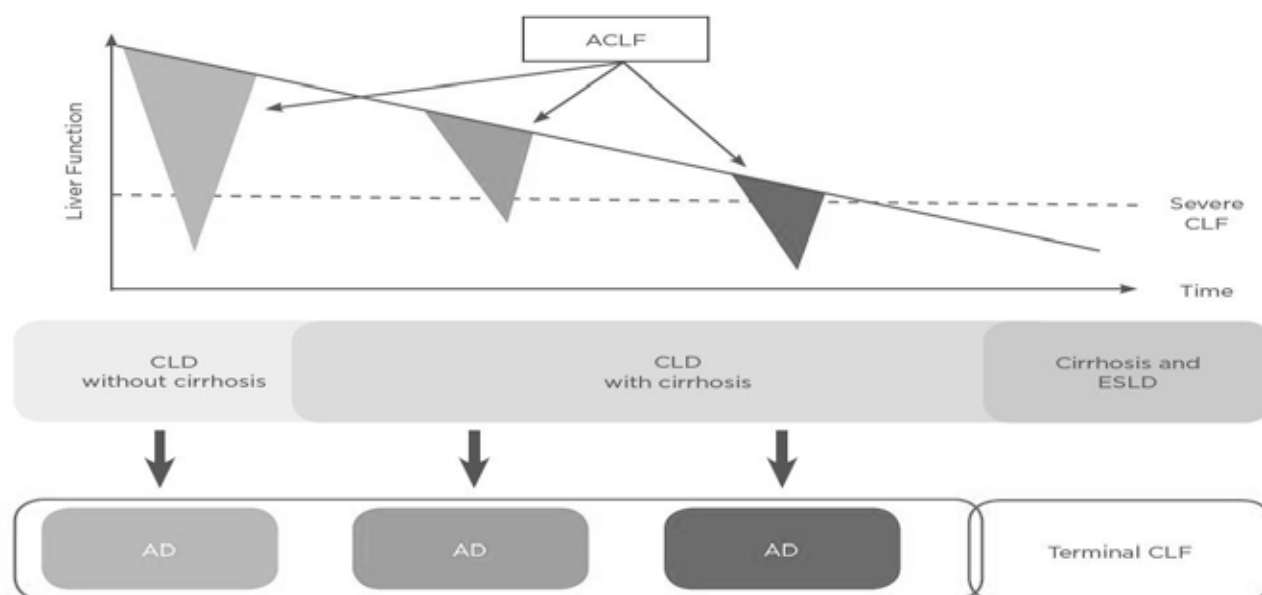 ACLF
Liver Function
Severe
CLF
Time
CLD
without cirrhosis
CLD
with cirrhosis
Cirrhosis and
ESLD
AD
AD
AD
Terminal CLF